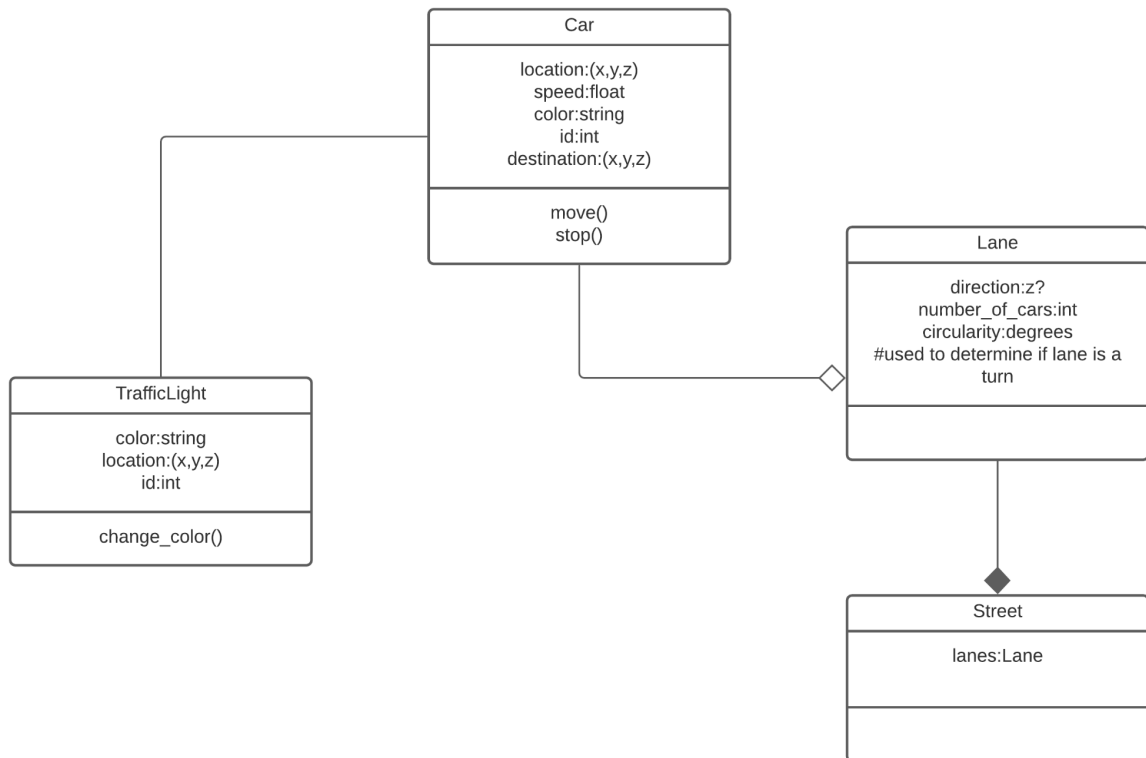 Car
location:(x,y,z)
speed:float
color:string
id:int
destination:(x,y,z)
move()
stop()
Lane
direction:z?
number_of_cars:int
circularity:degrees
#used to determine if lane is a
turn
TrafficLight
color:string
location:(x,y,z)
id:int
change_color()
Street
lanes:Lane